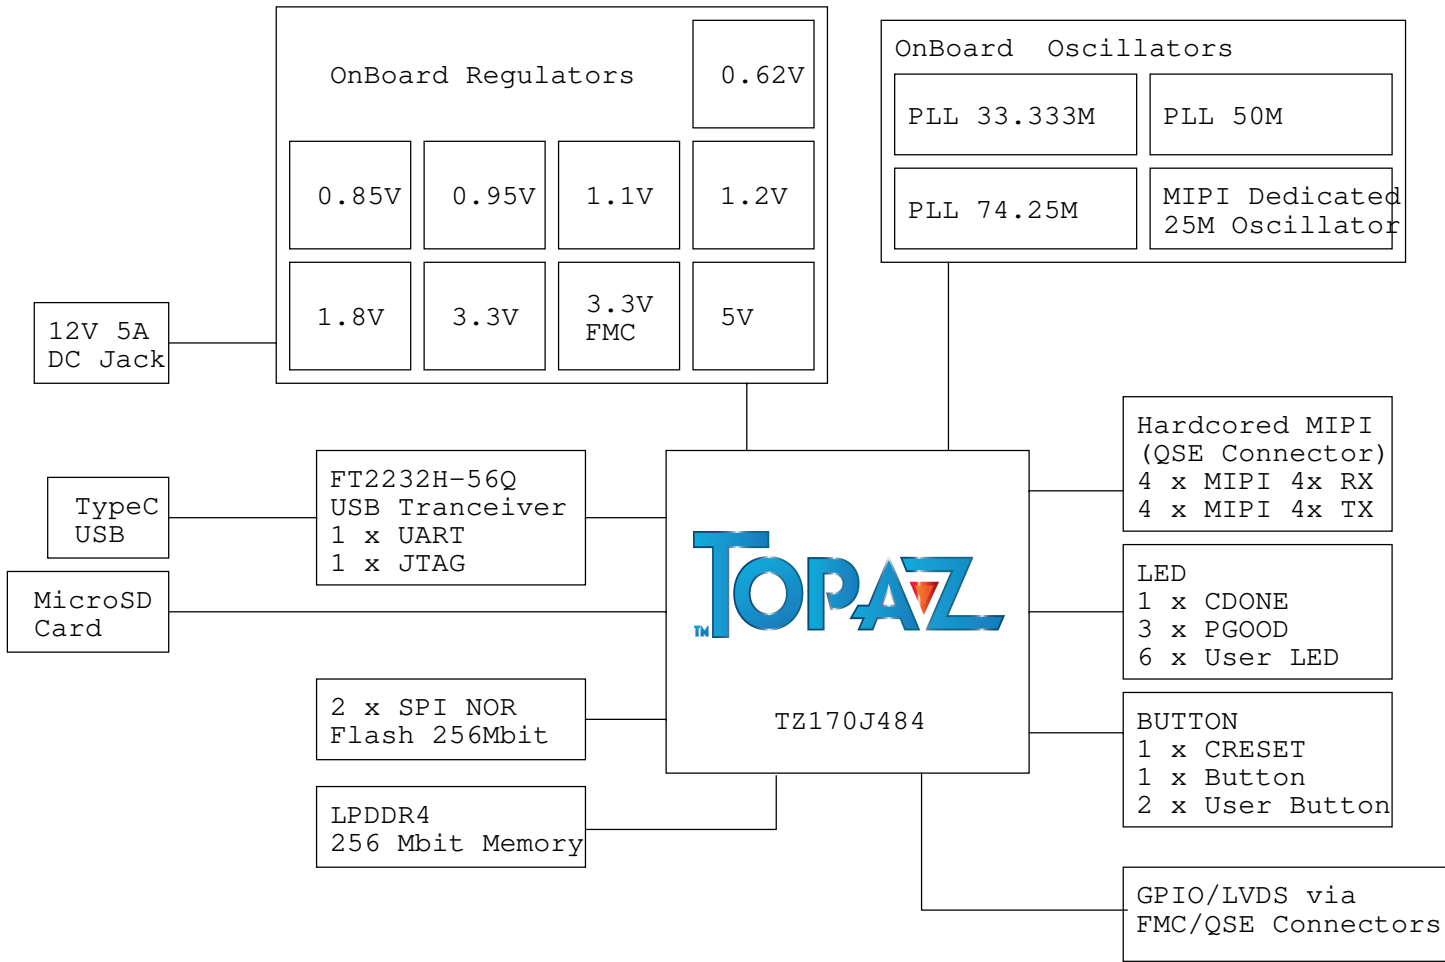 OnBoard Regulators
0.62V
0.85V
0.95V
1.1V
1.2V
1.8V
3.3V
3.3V
FMC
5V
OnBoard Oscillators
PLL 33.333M
PLL 50M
PLL 74.25M
MIPI Dedicated
25M Oscillator
12V 5A
DC Jack
TypeC
USB
FT2232H-56Q
USB Tranceiver
1 x UART
1 x JTAG
MicroSD
Card
2 x SPI NOR
Flash 256Mbit
LPDDR4
256 Mbit Memory
TM TOPAZ
TZ170J484
Hardcored MIPI
(QSE Connector)
4 x MIPI 4x RX
4 x MIPI 4x TX
LED
1 x CDONE
3 x PGOOD
6 x User LED
BUTTON
1 x CRESET
1 x Button
2 x User Button
GPIO/LVDS via
FMC/QSE Connectors